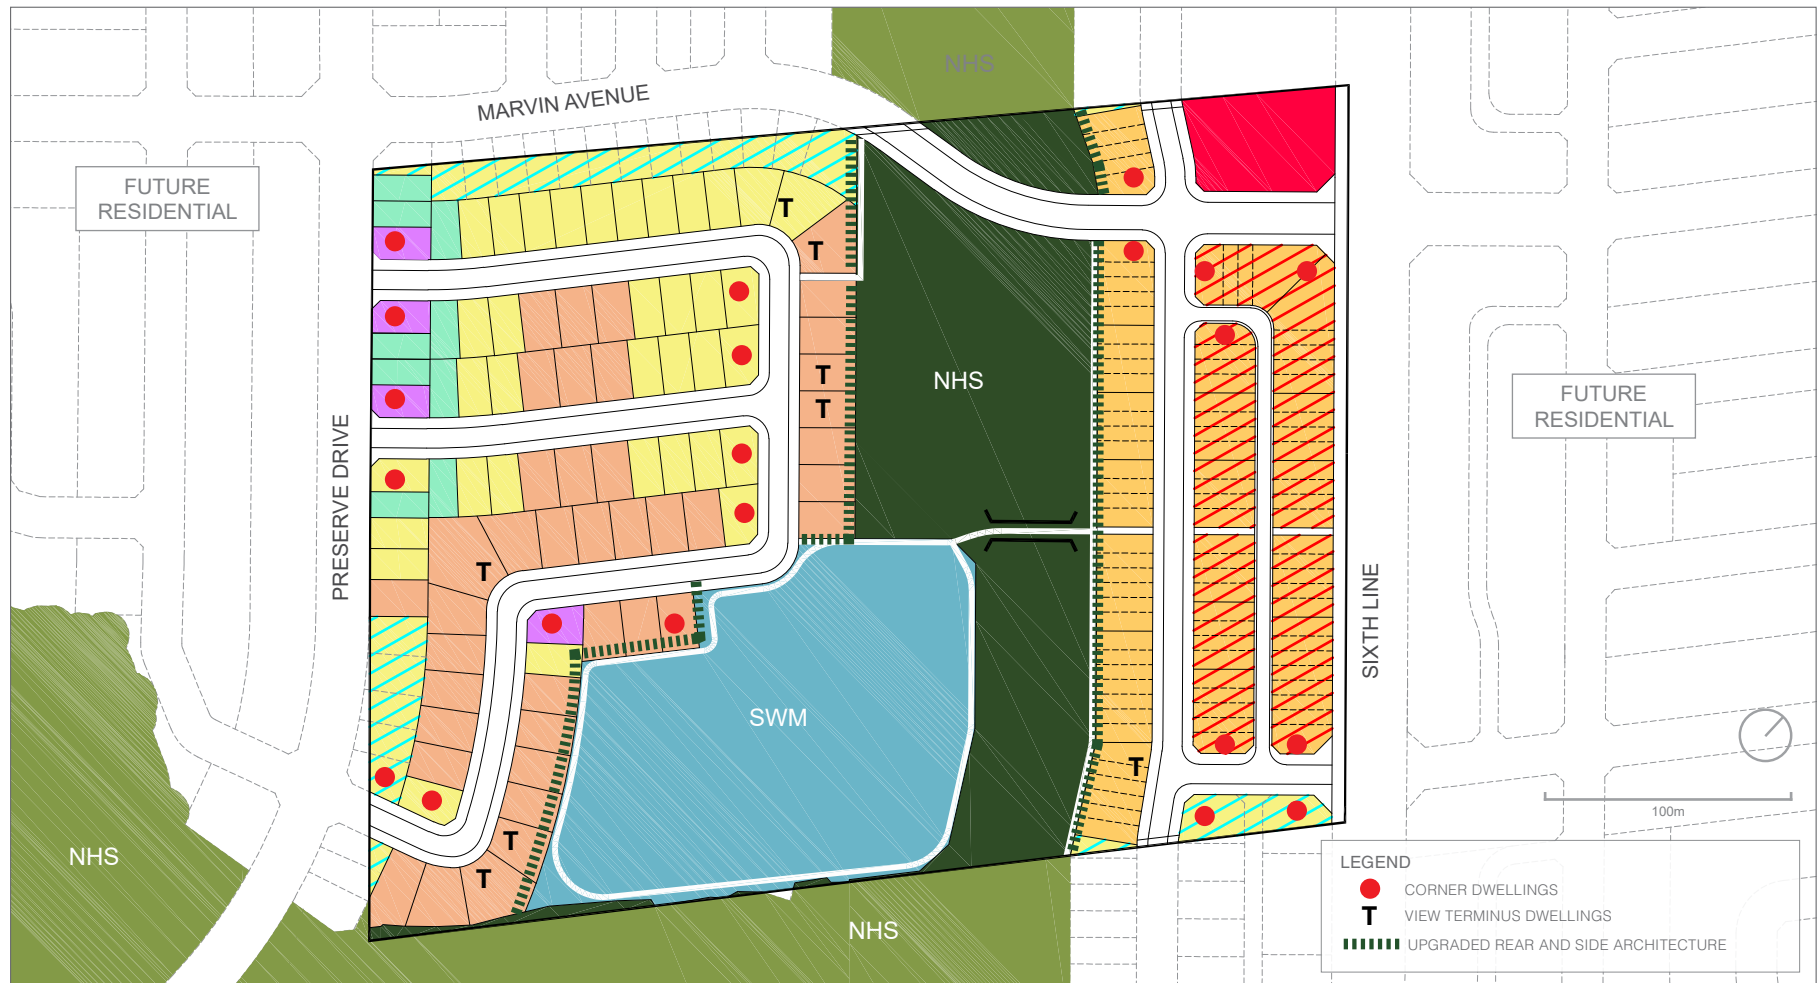 NHS
MARVIN AVENUE
FUTURE
RESIDENTIAL
T
T
NHS
T
T
FUTURE
RESIDENTIAL
PRESERVE DRIVE
T
SIXTH LINE
SWM
T
100m
T
NHS
T
NHS
LEGEND
CORNER DWELLINGS
T VIEW TERMINUS DWELLINGS
UPGRADED REAR AND SIDE ARCHITECTURE